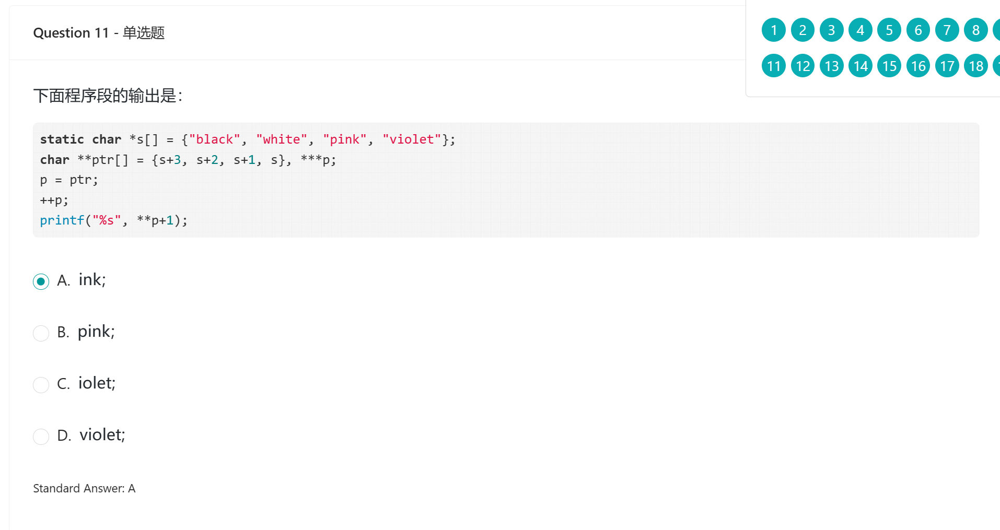 Question 11 - 单选题
1 2 3 4 5 6 7 8
11 12 13 14 15 16 17 18
下面程序段的输出是：
static char *s[] = {"black", "white", "pink", "violet"};
char **ptr[] = {s+3, s+2, s+1, s}, ***p;
p = ptr;
++p;
printf("%s", **p+1);
A. ink;
B. pink;
C. iolet;
D. violet;
Standard Answer: A